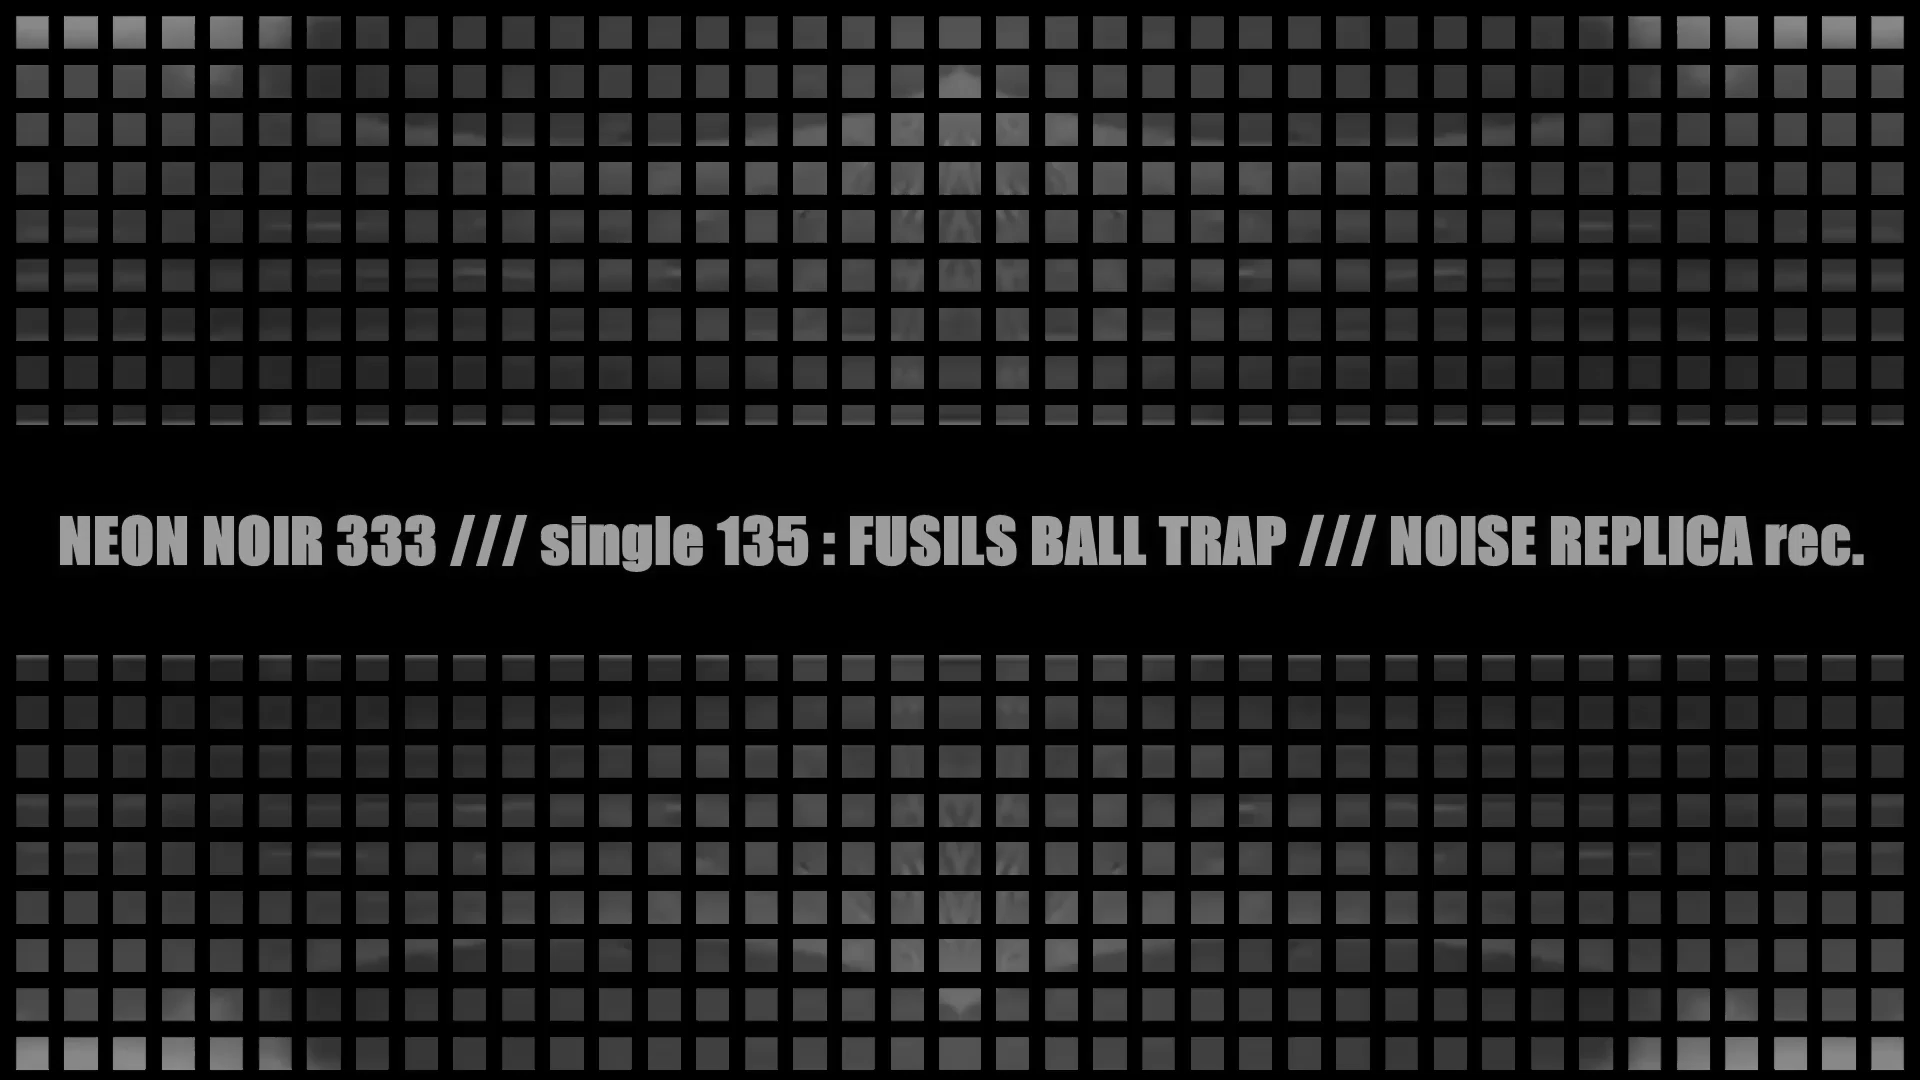 NEON NOIR 333 /// single 135 : FUSILS BALL TRAP /// NOISE REPLICA rec.